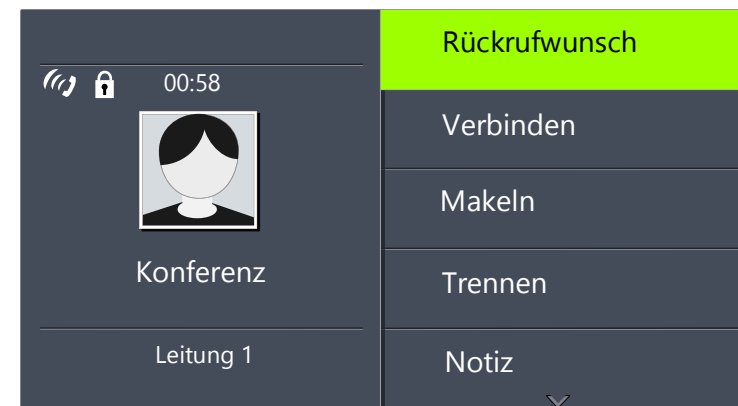 00:58
Konferenz
Leitung 1
Rückrufwunsch
Verbinden
Makeln
Trennen
Notiz